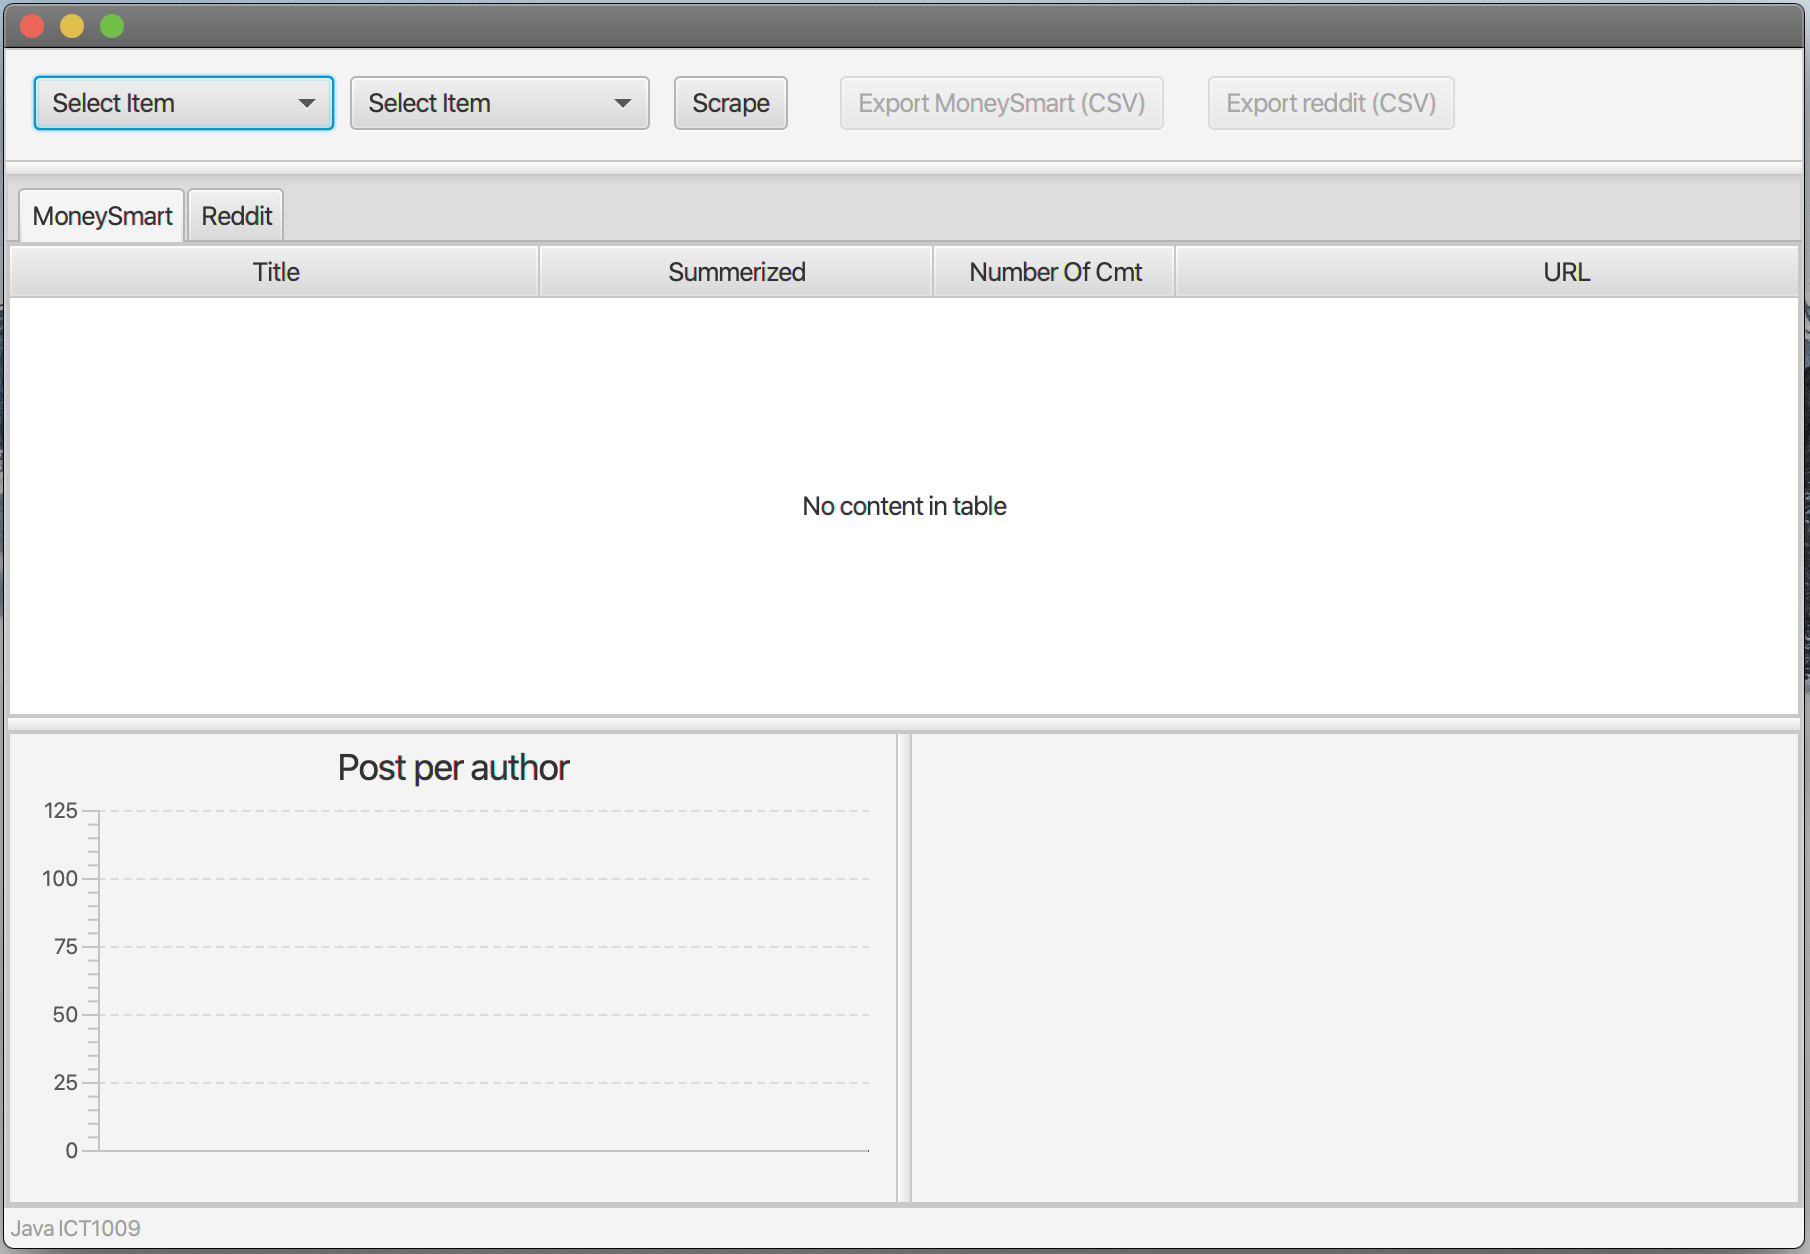 Select Item Select Item Scrape Export MoneySmart (CSV) Export reddit (CSV)
MoneySmart Reddit
Title Summerized Number Of Cmt URL
No content in table
Post per author
125
100
75
50
25
0
Java ICT1009